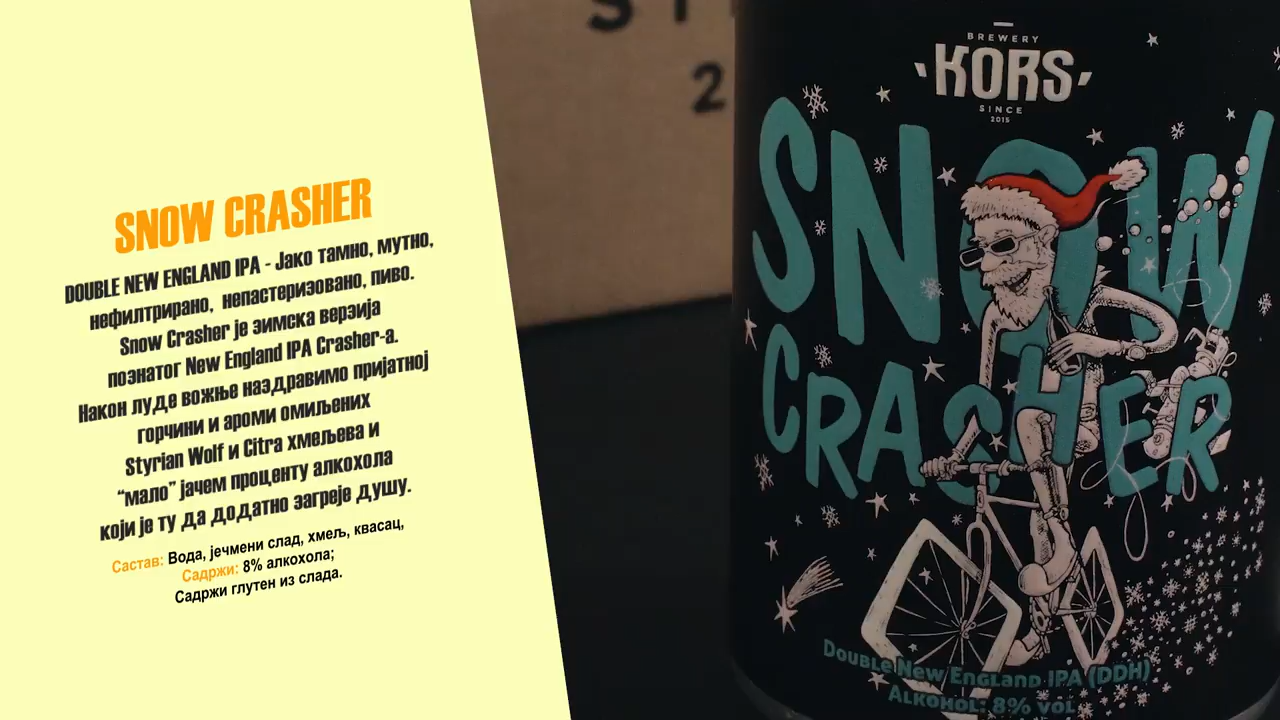 SNOW CRASHER
DOUBLE NEW ENGLAND IPA - Јако тамно, мутно,
нефилтрирано, непастеризовано, пиво.
Snow Crasher је зимска верзија
познатог New England IPA Crasher-a.
Након луде вожње наздравимо пријатној
горчини и ароми омиљених
Styrian Wolf и Citra хмељева и
“мало” јачем проценту алкохола
који је ту да додатно загреје душу.
Састав: Вода, јечмени слад, хмељ, квасац,
Садржи: 8% алкохола;
Садржи глутен из слада.
BREWERY
KORS
SINCE
2015
SNOW
CRASHER
DOUBLE NEW ENGLAND IPA (DDH)
ALKOHOL: 8% VOL